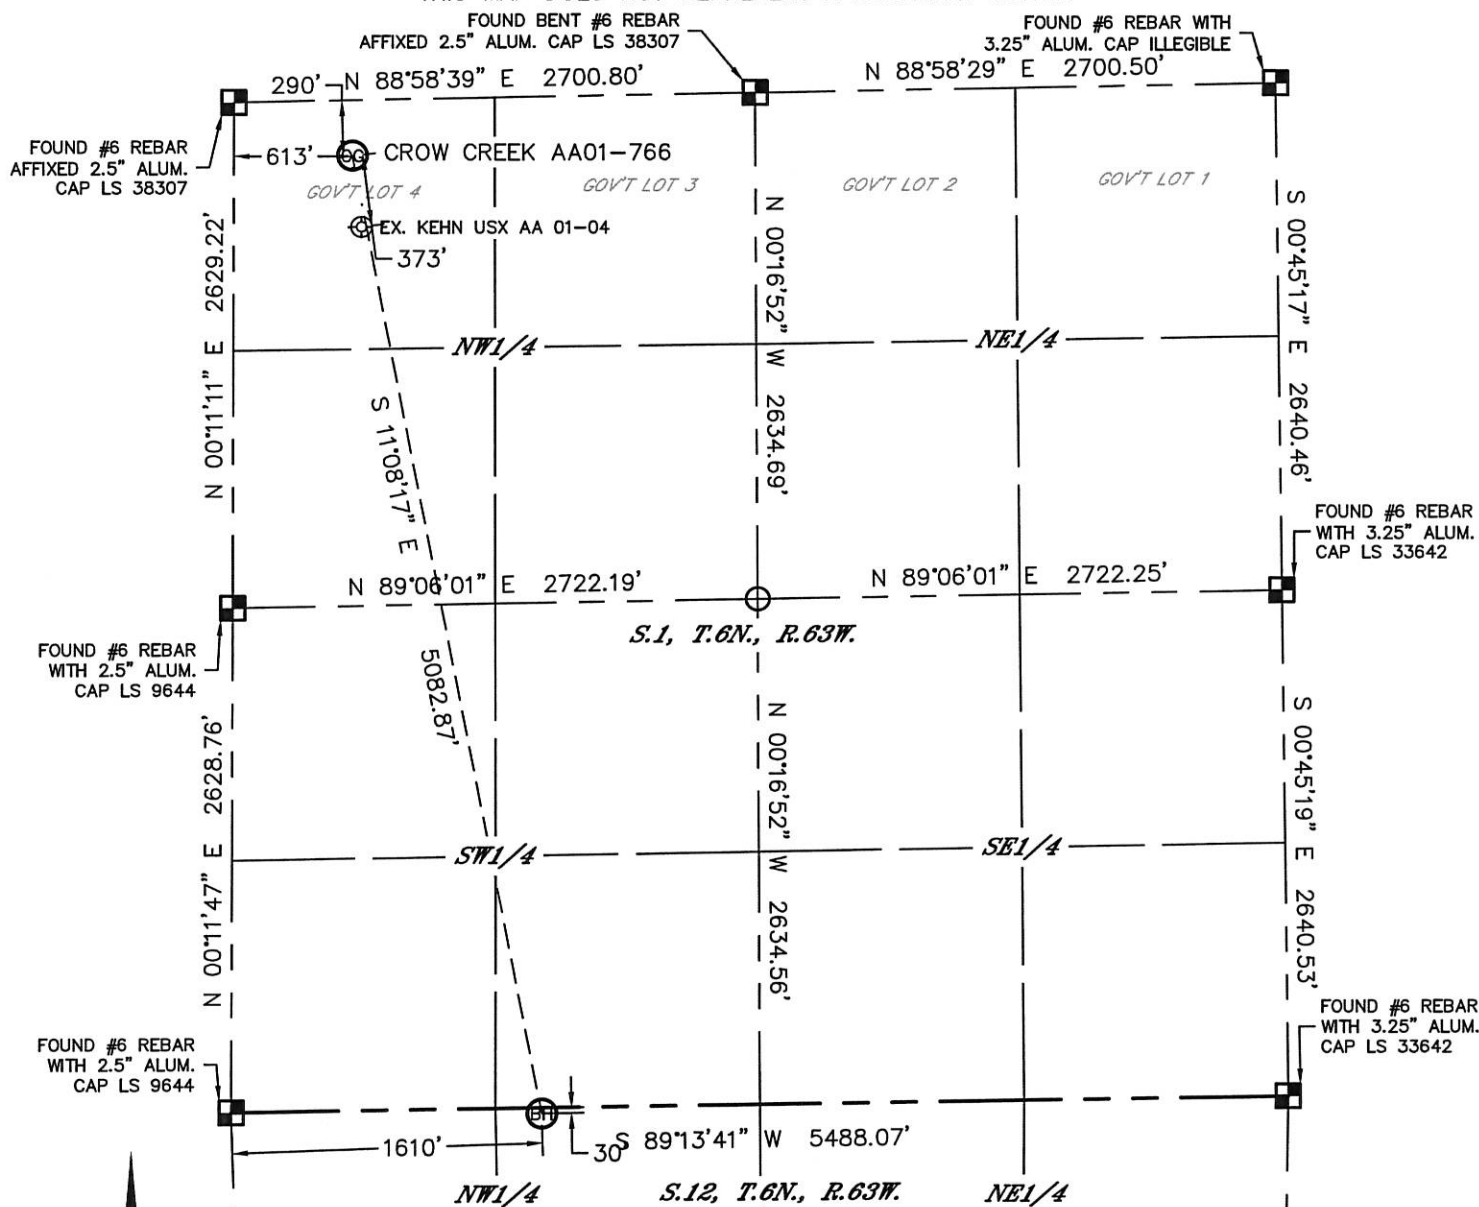 FOUND BENT #6 REBAR
AFFIXED 2.5" ALUM. CAP LS 38307
FOUND #6 REBAR WITH
3.25" ALUM. CAP ILLEGIBLE
290'
N 88°58'39" E 2700.80'
N 88°58'29" E 2700.50'
FOUND #6 REBAR
AFFIXED 2.5" ALUM.
CAP LS 38307
613'
OG
CROW CREEK AA01-766
GOV'T LOT 4
GOV'T LOT 3
GOV'T LOT 2
GOV'T LOT 1
EX. KEHN USX AA 01-04
373'
N 00°11'11" E 2629.22'
N 00°16'52" W 2634.69'
S 00°45'17" E 2640.46'
NW1/4
NE1/4
S 11°08'17" E
5082.87'
FOUND #6 REBAR
WITH 3.25" ALUM.
CAP LS 33642
N 89°06'01" E 2722.19'
N 89°06'01" E 2722.25'
S.1, T.6N., R.63W.
FOUND #6 REBAR
WITH 2.5" ALUM.
CAP LS 9644
N 00°11'47" E 2628.76'
N 00°16'52" W 2634.56'
S 00°45'19" E 2640.53'
SW1/4
SE1/4
FOUND #6 REBAR
WITH 2.5" ALUM.
CAP LS 9644
FOUND #6 REBAR
WITH 3.25" ALUM.
CAP LS 33642
BH
1610'
30'
S 89°13'41" W 5488.07'
NW1/4
S.12, T.6N., R.63W.
NE1/4